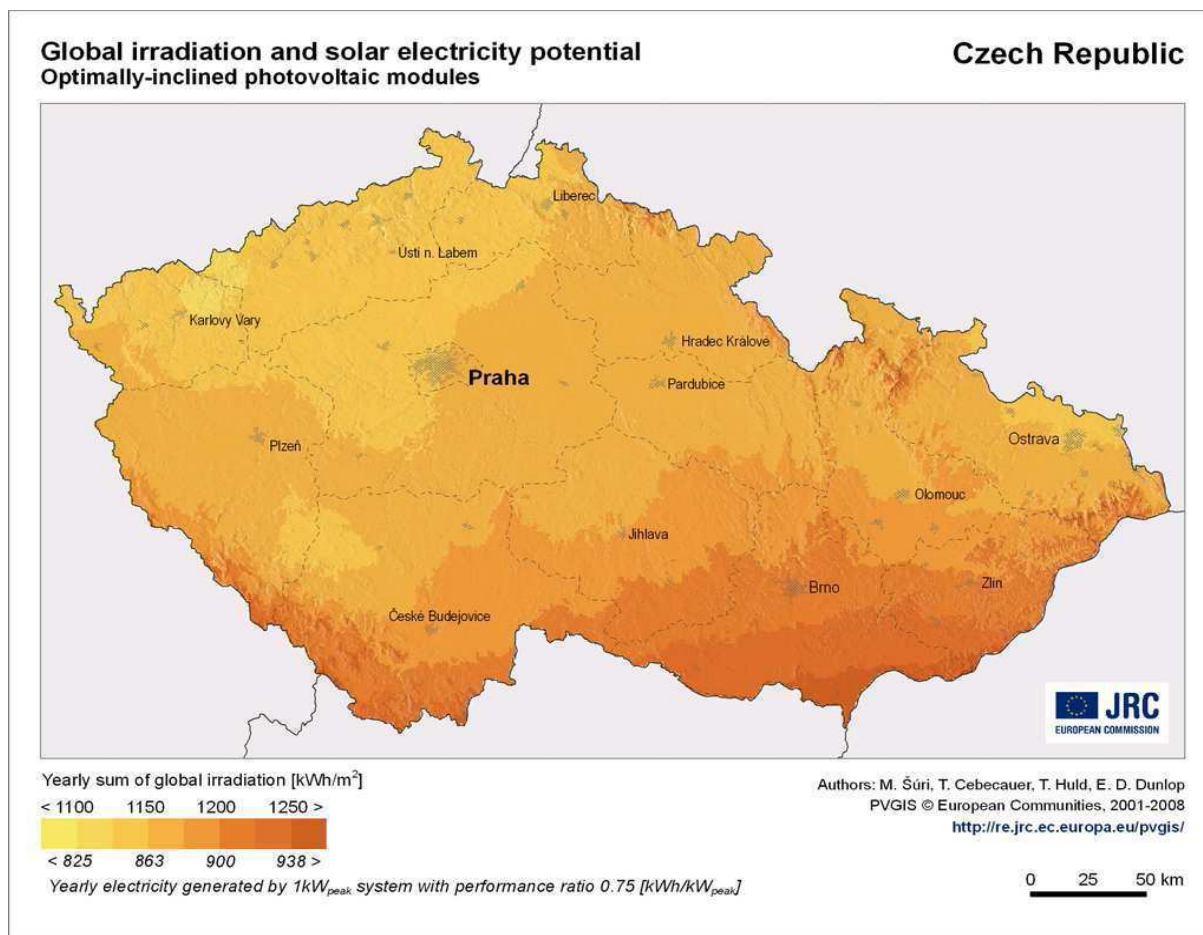 Global irradiation and solar electricity potential
Optimally-inclined photovoltaic modules
Czech Republic
Liberec
Ústí n. Labem
Karlovy Vary
Hradec Králové
Praha
Pardubice
Plzeň
Ostrava
Olomouc
Jihlava
Brno
Zlín
České Budejovice
JRC
EUROPEAN COMMISSION
Yearly sum of global irradiation [kWh/m²]
< 1100 1150 1200 1250 >
< 825 863 900 938 >
Yearly electricity generated by 1kWpeak system with performance ratio 0.75 [kWh/kWpeak]
Authors: M. Šúri, T. Cebecauer, T. Huld, E. D. Dunlop
PVGIS © European Communities, 2001-2008
http://re.jrc.ec.europa.eu/pvgis/
0 25 50 km